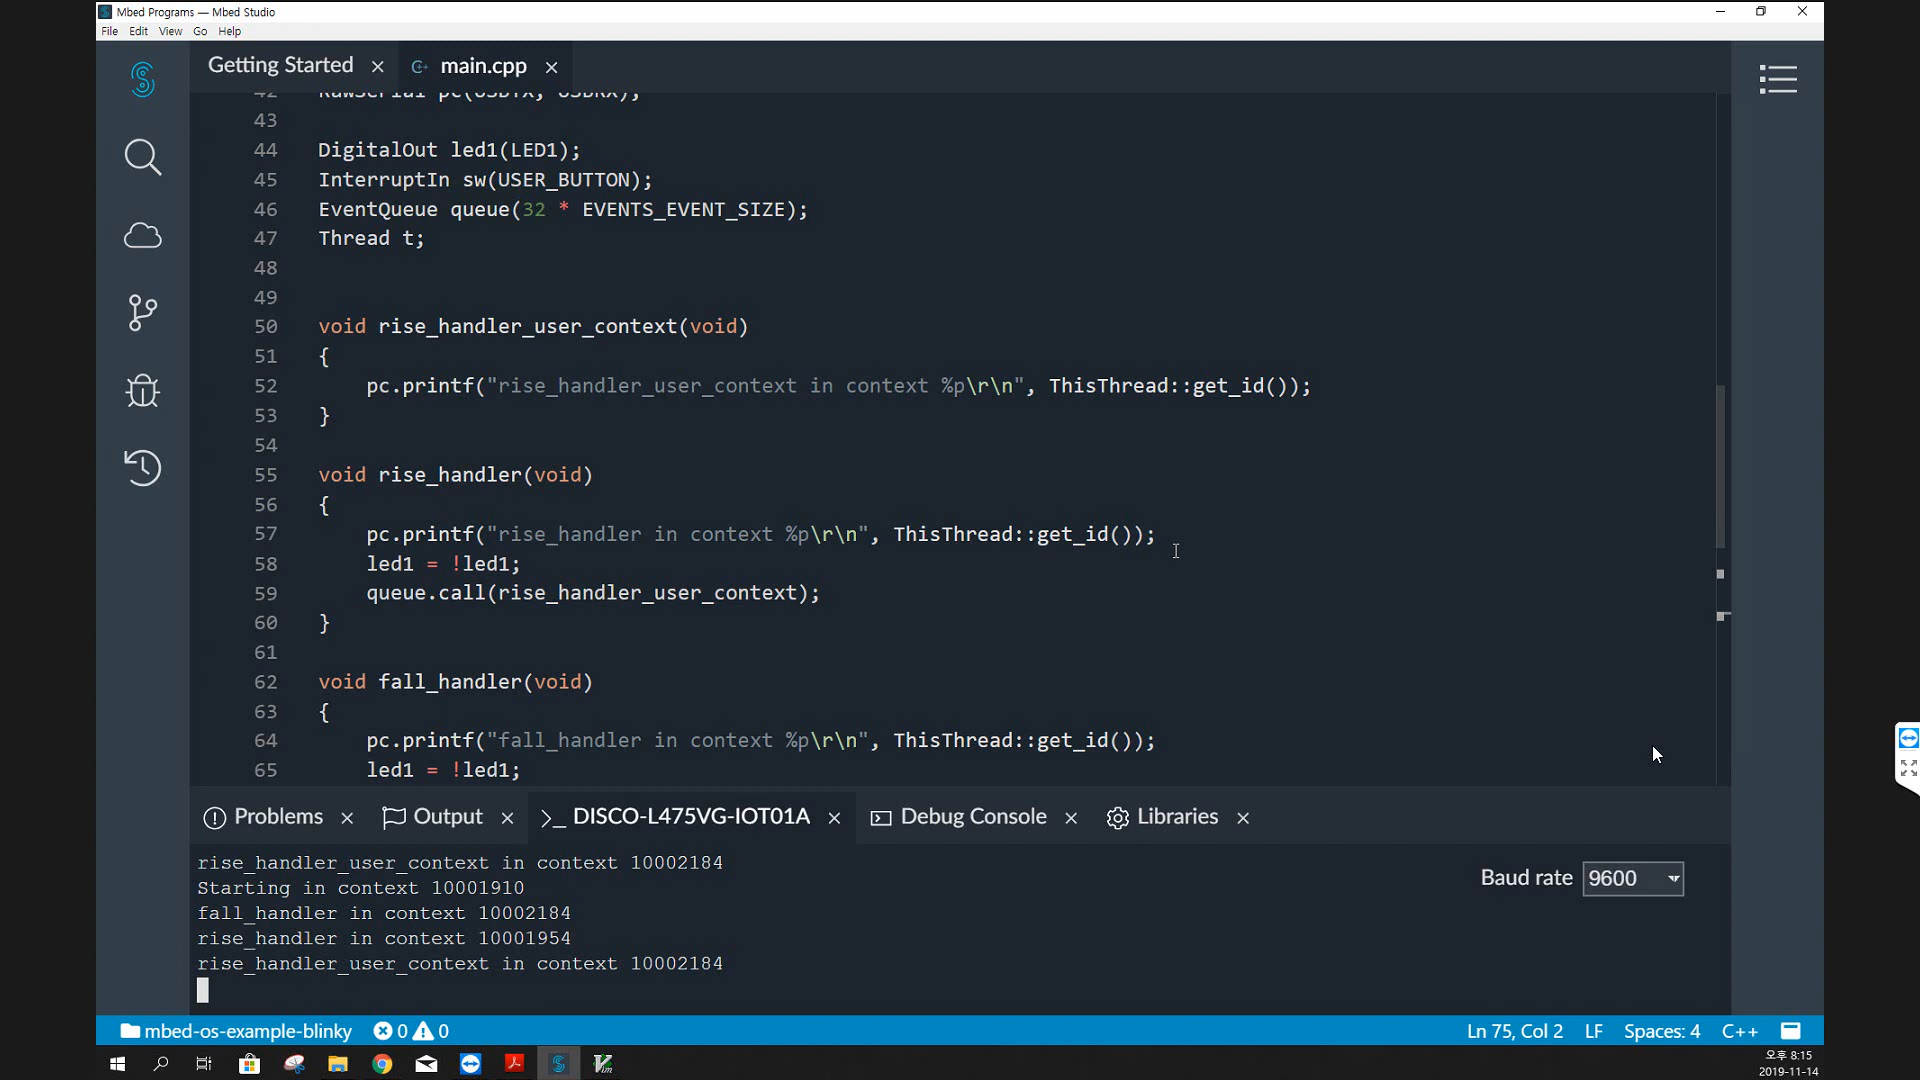 Mbed Programs — Mbed Studio
File Edit View Go Help
Getting Started
main.cpp
42 RawSerial pc(USBTX, USBRX);
43
44 DigitalOut led1(LED1);
45 InterruptIn sw(USER_BUTTON);
46 EventQueue queue(32 * EVENTS_EVENT_SIZE);
47 Thread t;
48
49
50 void rise_handler_user_context(void)
51 {
52 pc.printf("rise_handler_user_context in context %p\r\n", ThisThread::get_id());
53 }
54
55 void rise_handler(void)
56 {
57 pc.printf("rise_handler in context %p\r\n", ThisThread::get_id());
58 led1 = !led1;
59 queue.call(rise_handler_user_context);
60 }
61
62 void fall_handler(void)
63 {
64 pc.printf("fall_handler in context %p\r\n", ThisThread::get_id());
65 led1 = !led1;
Problems
Output
DISCO-L475VG-IOT01A
Debug Console
Libraries
rise_handler_user_context in context 10002184
Starting in context 10001910
fall_handler in context 10002184
rise_handler in context 10001954
rise_handler_user_context in context 10002184
Baud rate 9600
mbed-os-example-blinky 0 0
Ln 75, Col 2 LF Spaces: 4 C++
오후 8:15
2019-11-14